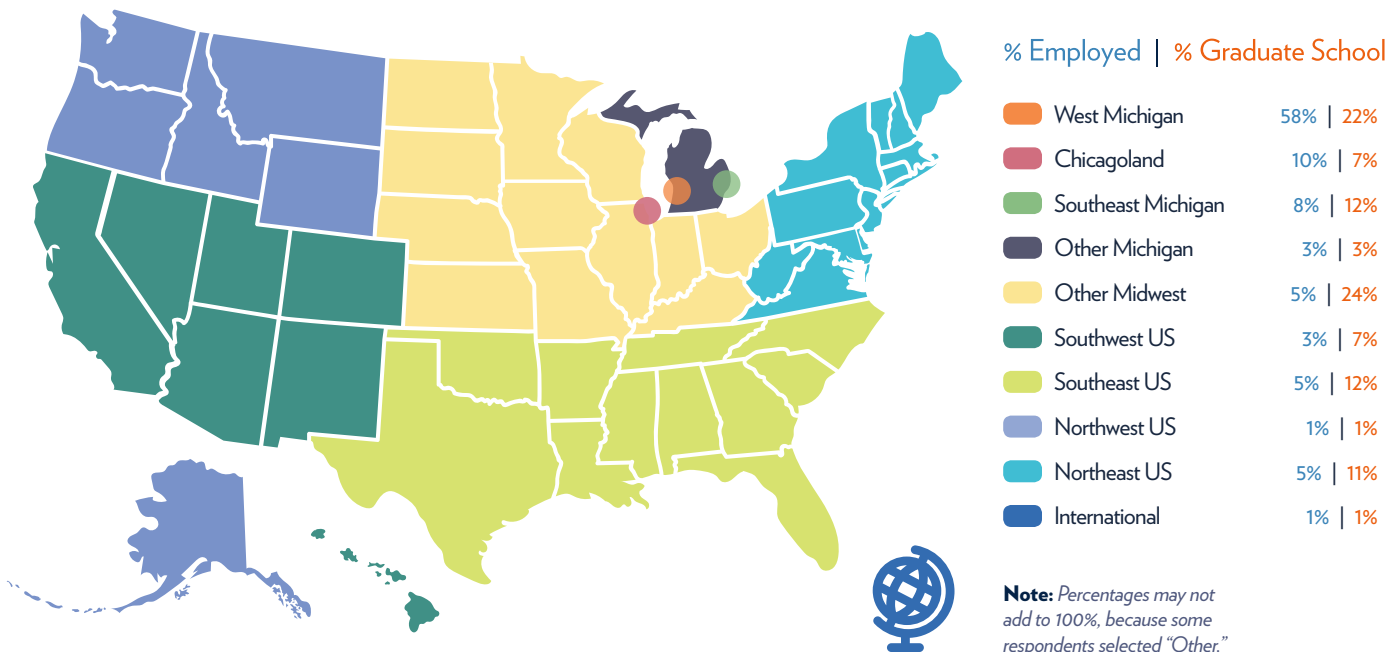 % Employed | % Graduate School
West Michigan 58% | 22%
Chicagoland 10% | 7%
Southeast Michigan 8% | 12%
Other Michigan 3% | 3%
Other Midwest 5% | 24%
Southwest US 3% | 7%
Southeast US 5% | 12%
Northwest US 1% | 1%
Northeast US 5% | 11%
International 1% | 1%
Note: Percentages may not
add to 100%, because some
respondents selected “Other.”